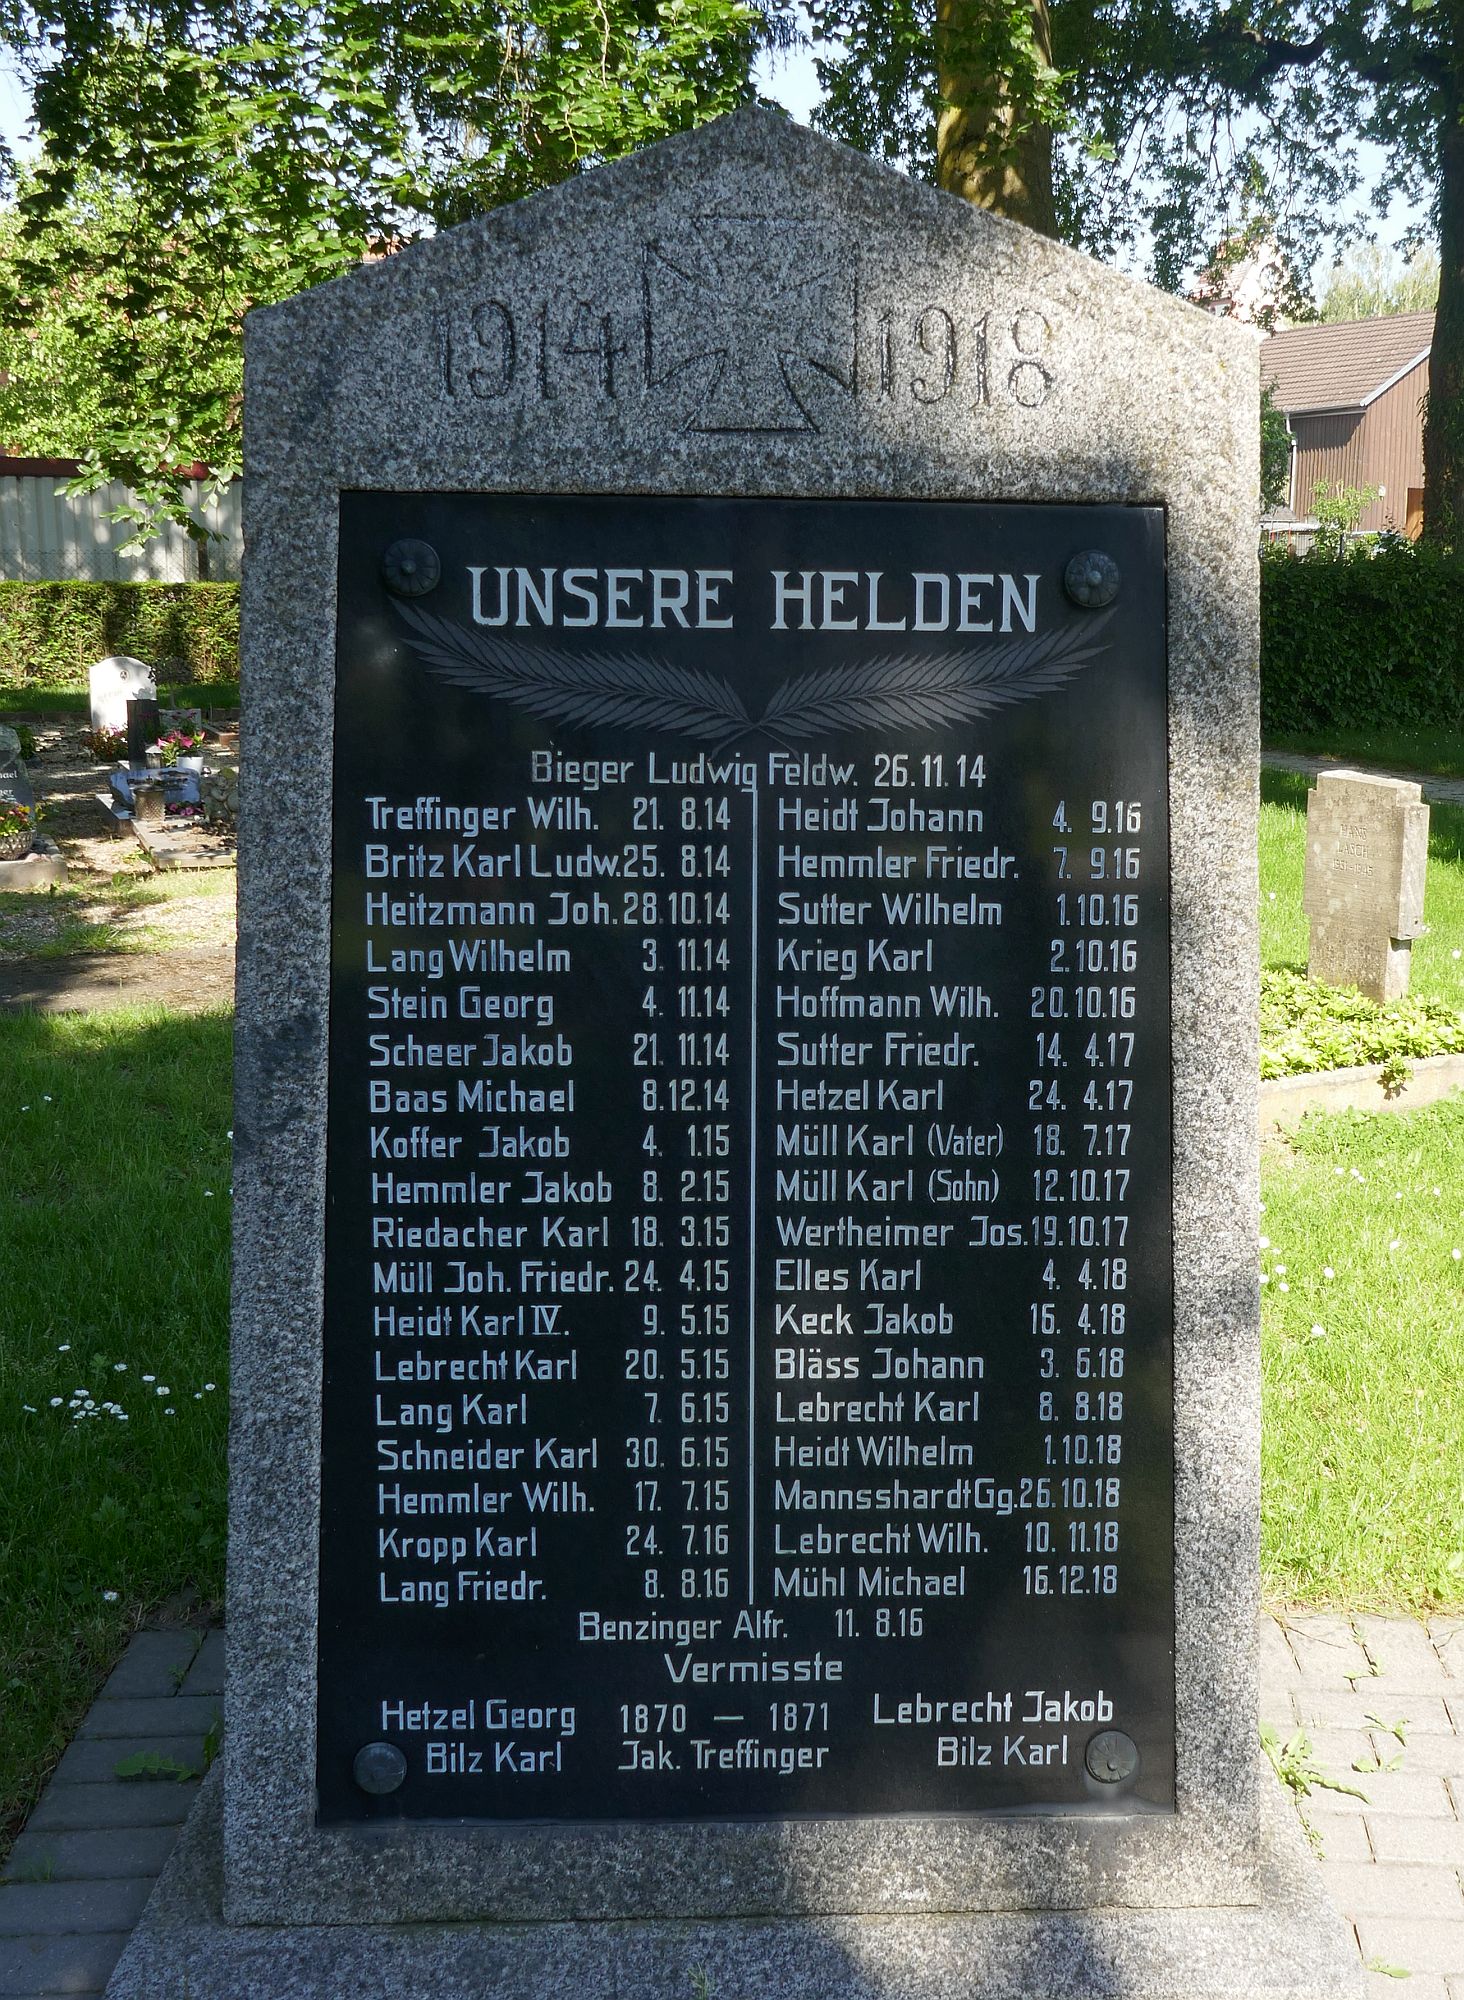 1914 1918
UNSERE HELDEN
Bieger Ludwig Feldw. 26.11.14
Treffinger Wilh. 21. 8.14
Britz Karl Ludw. 25. 8.14
Heitzmann Joh. 28.10.14
Lang Wilhelm 3. 11.14
Stein Georg 4. 11.14
Scheer Jakob 21. 11.14
Baas Michael 8.12.14
Koffer Jakob 4. 1.15
Hemmler Jakob 8. 2.15
Riedacher Karl 18. 3.15
Müll Joh. Friedr. 24. 4.15
Heidt Karl IV. 9. 5.15
Lebrecht Karl 20. 5.15
Lang Karl 7. 6.15
Schneider Karl 30. 6.15
Hemmler Wilh. 17. 7.15
Kropp Karl 24. 7.16
Lang Friedr. 8. 8.16
Heidt Johann 4. 9.16
Hemmler Friedr. 7. 9.16
Sutter Wilhelm 1.10.16
Krieg Karl 2.10.16
Hoffmann Wilh. 20.10.16
Sutter Friedr. 14. 4.17
Hetzel Karl 24. 4.17
Müll Karl (Vater) 18. 7.17
Müll Karl (Sohn) 12.10.17
Wertheimer Jos. 19.10.17
Elles Karl 4. 4.18
Keck Jakob 16. 4.18
Bläss Johann 3. 6.18
Lebrecht Karl 8. 8.18
Heidt Wilhelm 1.10.18
Mannsshardt Gg. 26.10.18
Lebrecht Wilh. 10. 11.18
Mühl Michael 16.12.18
Benzinger Alfr. 11. 8.16
Vermisste
Hetzel Georg
Bilz Karl
1870 — 1871
Jak. Treffinger
Lebrecht Jakob
Bilz Karl